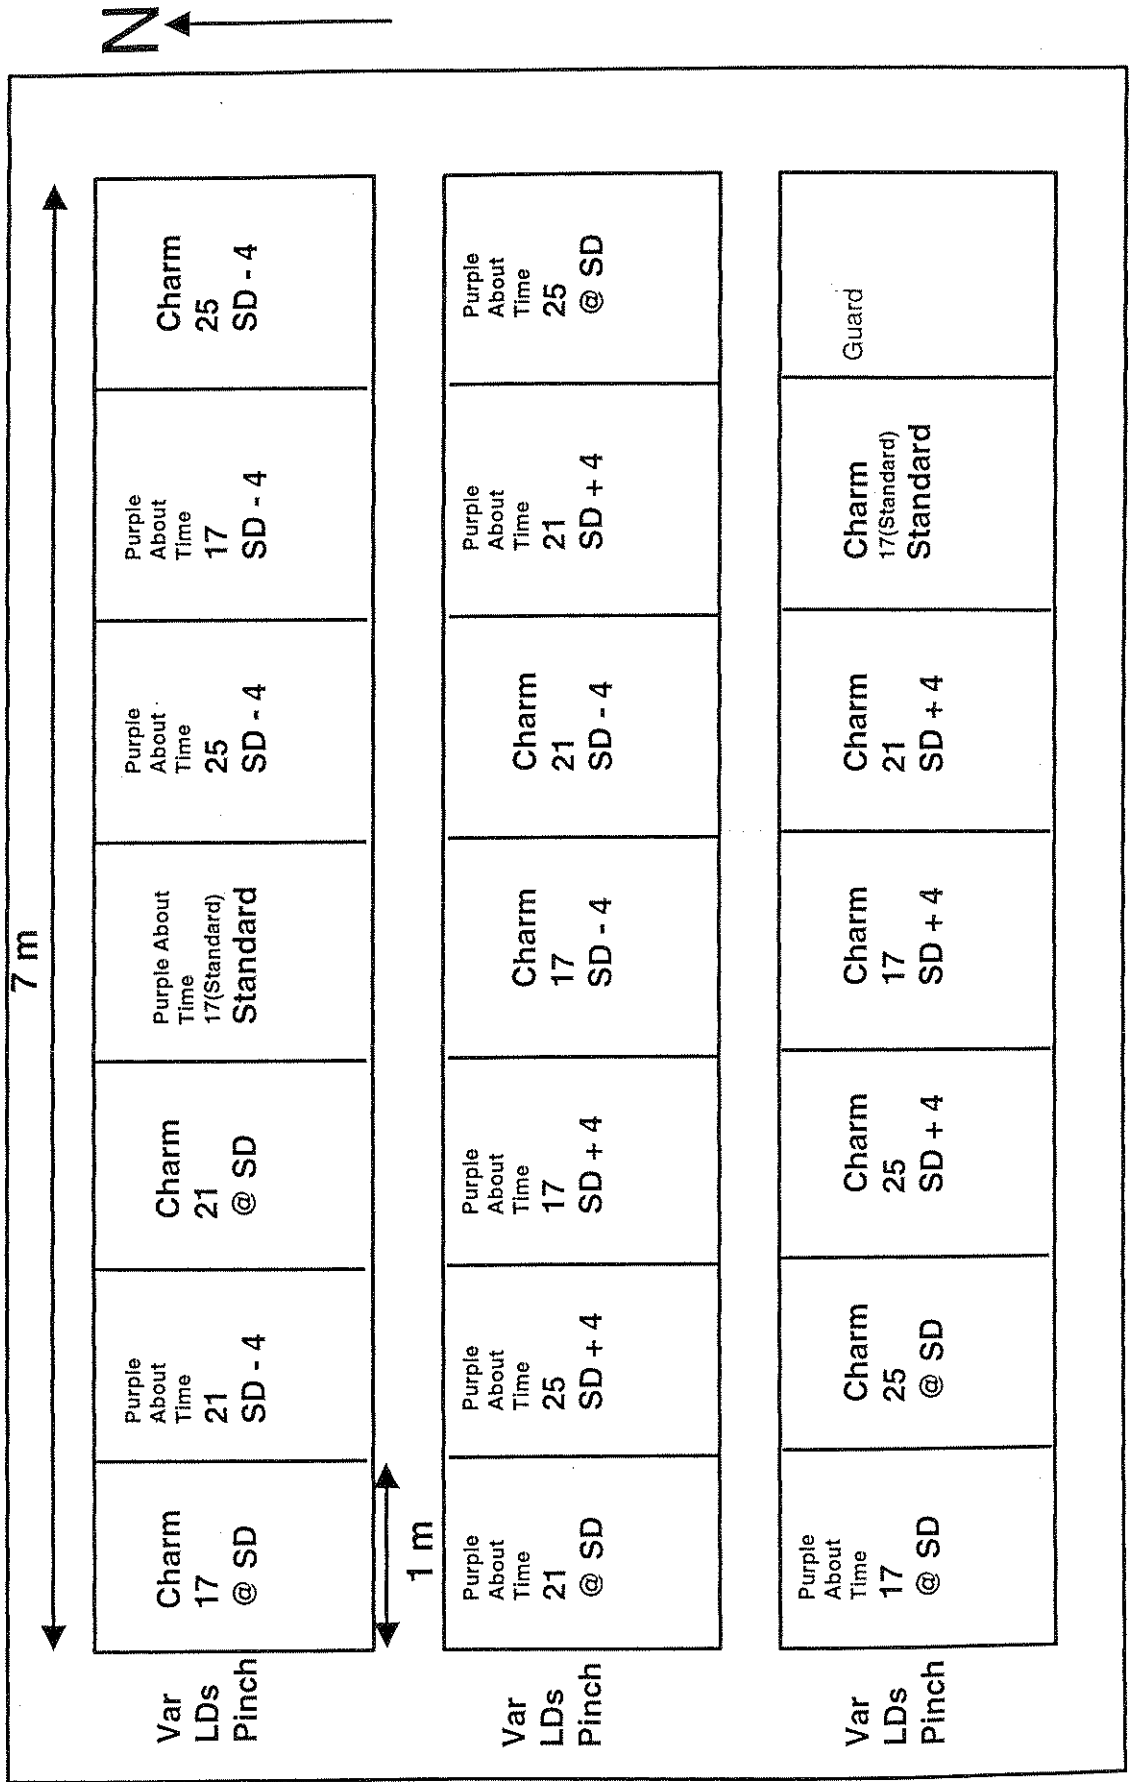 N
7 m
Var
LDs
Pinch
Charm
17
@ SD
Purple
About
Time
21
SD - 4
Charm
21
@ SD
Purple About
Time
17(Standard)
Standard
Purple
About
Time
25
SD - 4
Purple
About
Time
17
SD - 4
Charm
25
SD - 4
1 m
Var
LDs
Pinch
Purple
About
Time
21
@ SD
Purple
About
Time
25
SD + 4
Purple
About
Time
17
SD + 4
Charm
17
SD - 4
Charm
21
SD - 4
Purple
About
Time
21
SD + 4
Purple
About
Time
25
@ SD
Var
LDs
Pinch
Purple
About
Time
17
@ SD
Charm
25
@ SD
Charm
25
SD + 4
Charm
17
SD + 4
Charm
21
SD + 4
Charm
17(Standard)
Standard
Guard